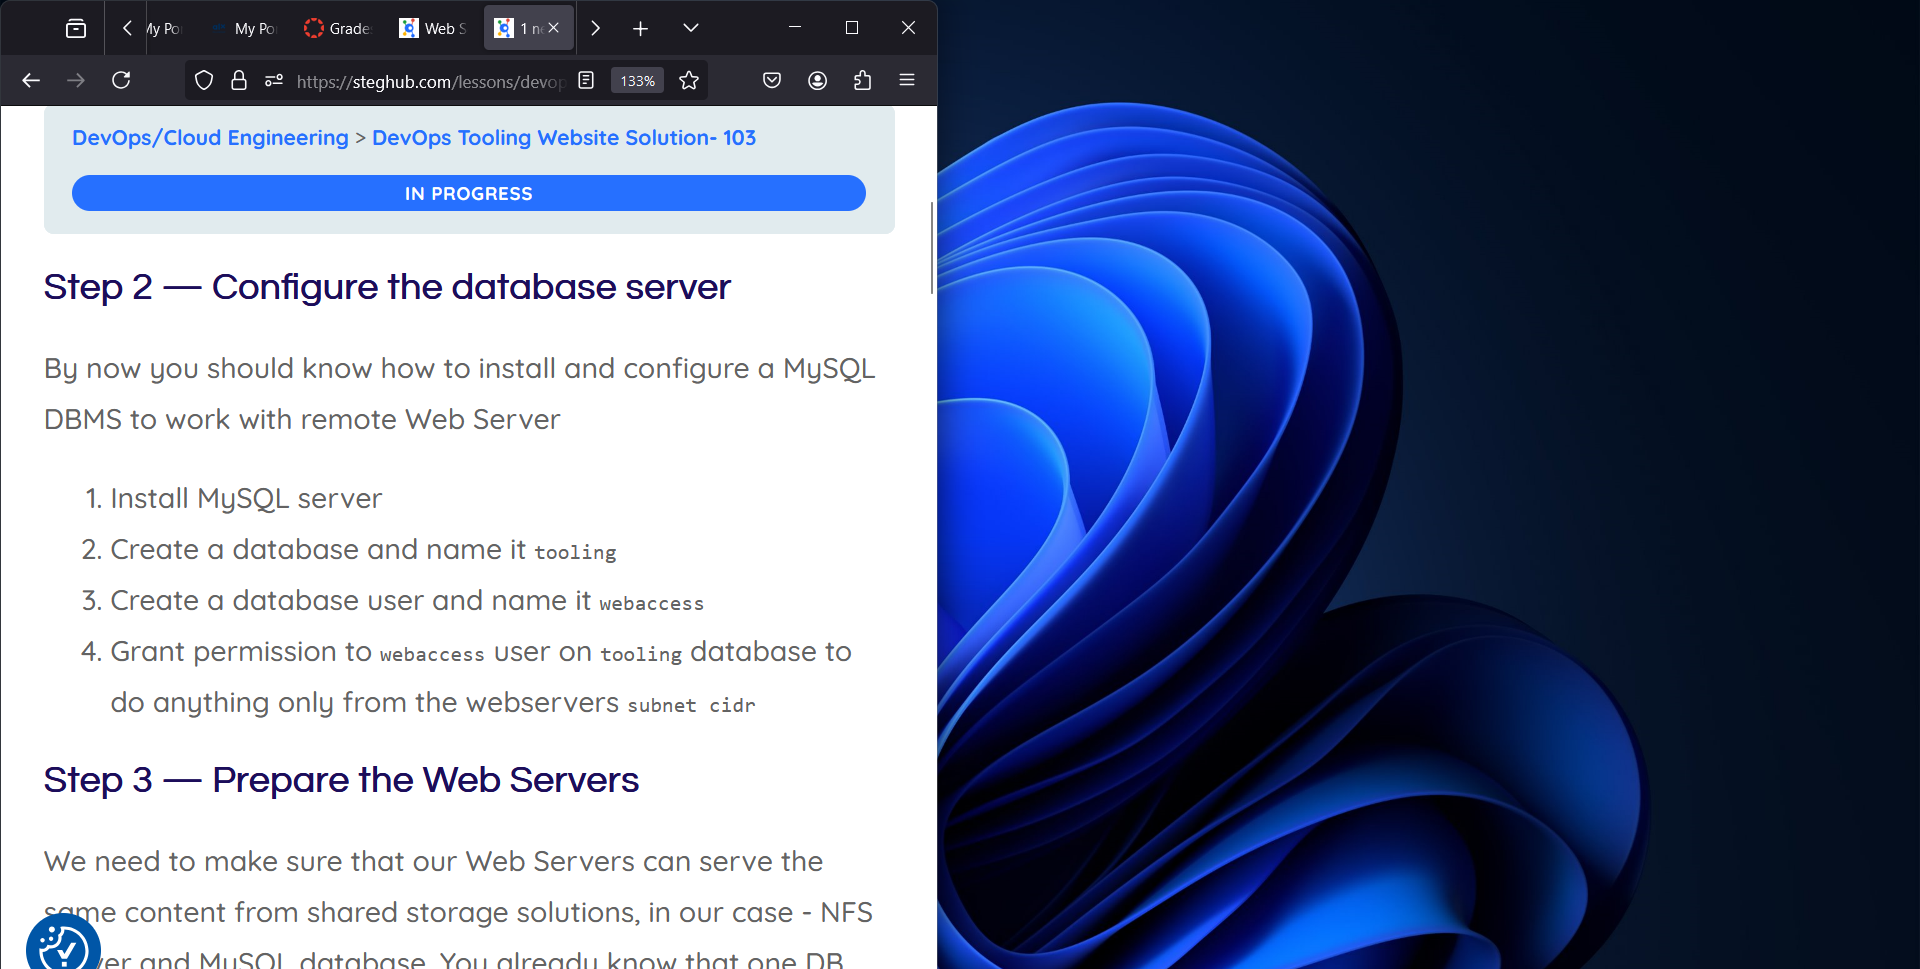 My Po
My Po
Grade
Web S
1 n
https://steghub.com/lessons/devop
133%
DevOps/Cloud Engineering > DevOps Tooling Website Solution- 103
IN PROGRESS
Step 2 — Configure the database server
By now you should know how to install and configure a MySQL
DBMS to work with remote Web Server
1. Install MySQL server
2. Create a database and name it tooling
3. Create a database user and name it webaccess
4. Grant permission to webaccess user on tooling database to
do anything only from the webservers subnet cidr
Step 3 — Prepare the Web Servers
We need to make sure that our Web Servers can serve the
same content from shared storage solutions, in our case - NFS
ver and MySQL database. You already know that one DB